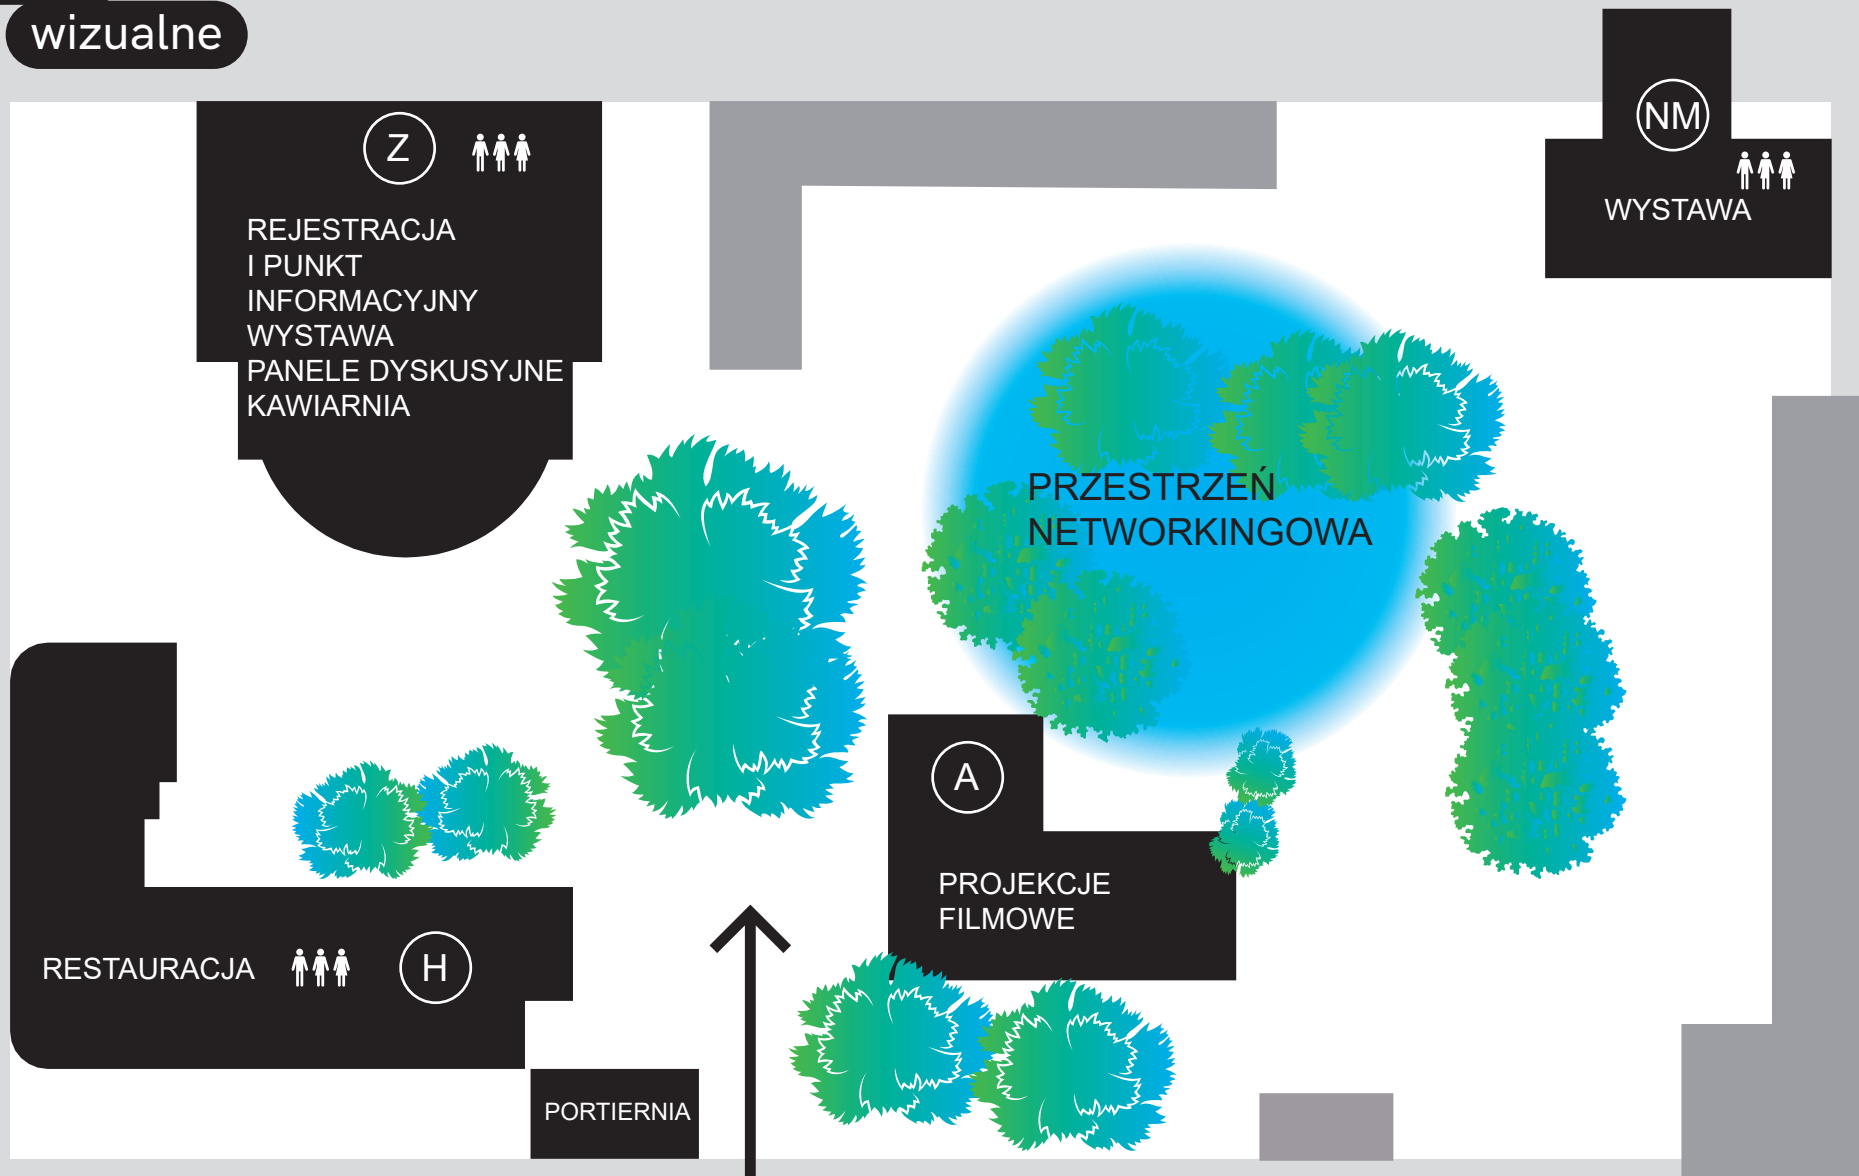 wizualne
Z
REJESTRACJA
I PUNKT
INFORMACYJNY
WYSTAWA
PANELE DYSKUSYJNE
KAWIARNIA
NM
WYSTAWA
PRZESTRZEŃ
NETWORKINGOWA
A
PROJEKCJE
FILMOWE
RESTAURACJA
H
PORTIERNIA